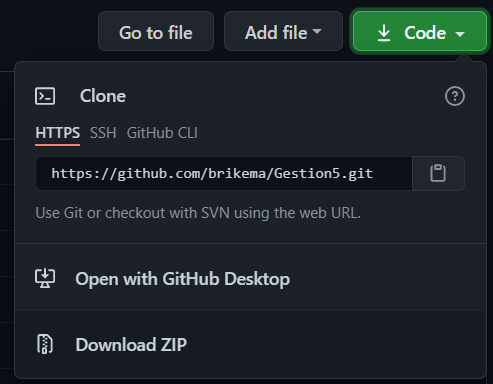 Go to file Add file Code
Clone
HTTPS SSH GitHub CLI
https://github.com/brikema/Gestion5.git
Use Git or checkout with SVN using the web URL.
Open with GitHub Desktop
Download ZIP